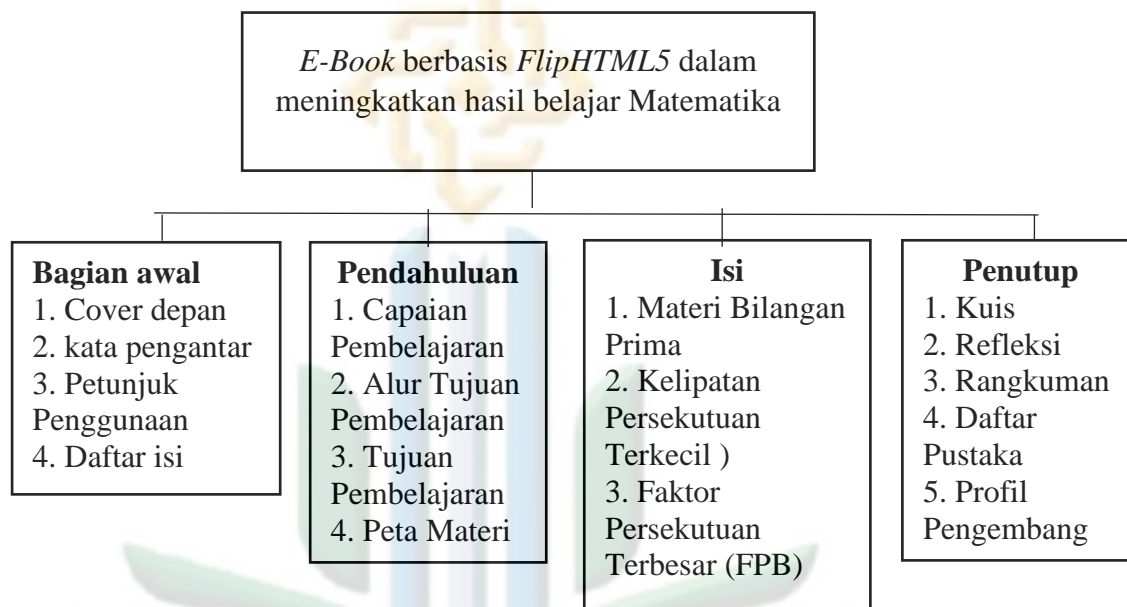 E-Book berbasis FlipHTML5 dalam
meningkatkan hasil belajar Matematika
Bagian awal
1. Cover depan
2. kata pengantar
3. Petunjuk
Penggunaan
4. Daftar isi
Pendahuluan
1. Capaian
Pembelajaran
2. Alur Tujuan
Pembelajaran
3. Tujuan
Pembelajaran
4. Peta Materi
Isi
1. Materi Bilangan
Prima
2. Kelipatan
Persekutuan
Terkecil )
3. Faktor
Persekutuan
Terbesar (FPB)
Penutup
1. Kuis
2. Refleksi
3. Rangkuman
4. Daftar
Pustaka
5. Profil
Pengembang